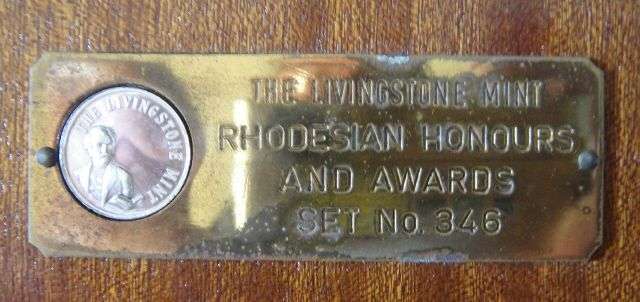 THE LIVINGSTONE MINT
THE LIVINGSTONE MINT
RHODESIAN HONOURS
AND AWARDS
SET No. 346